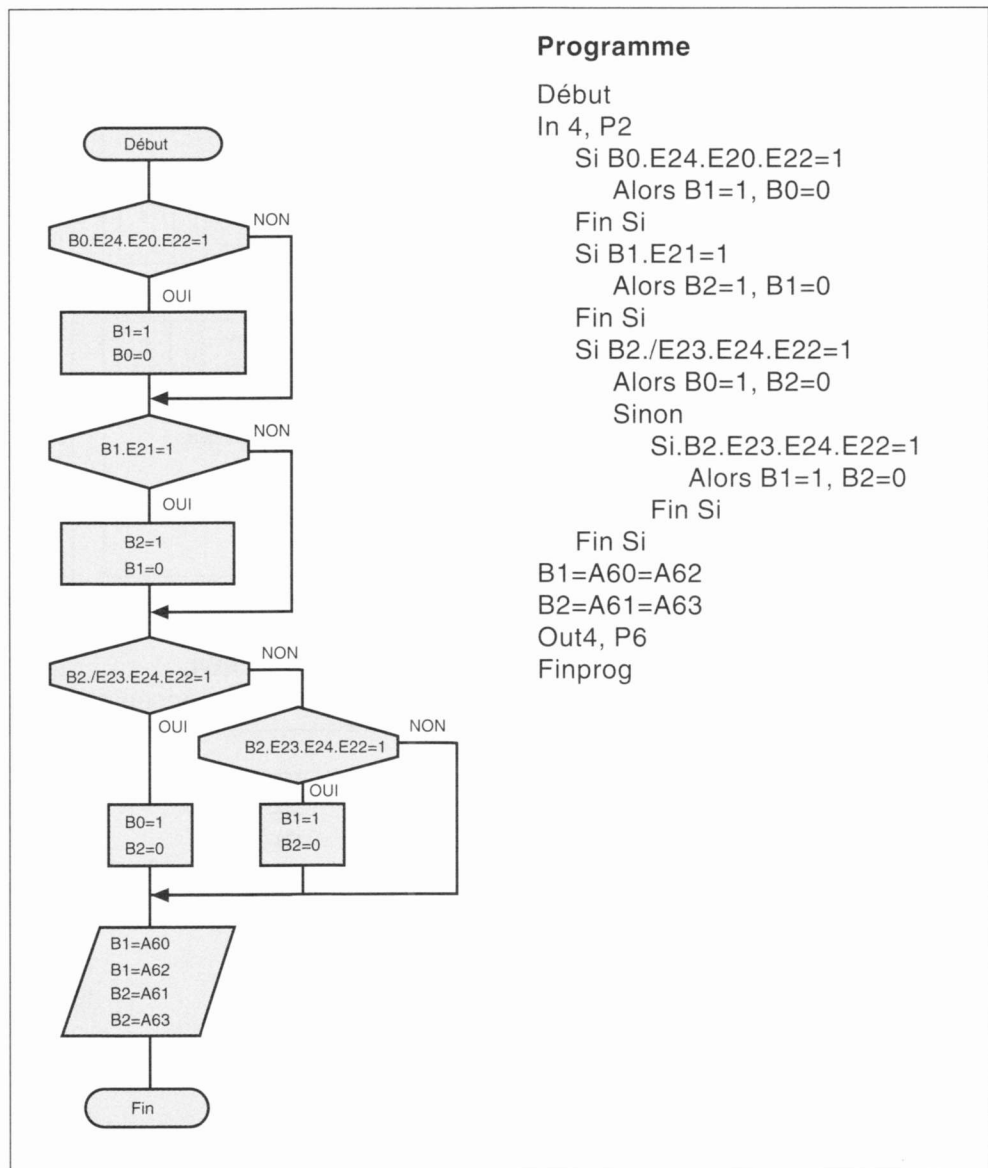 Début
B0.E24.E20.E22=1
NON
OUI
B1=1
B0=0
B1.E21=1
NON
OUI
B2=1
B1=0
B2./E23.E24.E22=1
NON
OUI
B2.E23.E24.E22=1
NON
OUI
B0=1
B2=0
B1=1
B2=0
B1=A60
B1=A62
B2=A61
B2=A63
Fin
Programme
Début
In 4, P2
Si B0.E24.E20.E22=1
Alors B1=1, B0=0
Fin Si
Si B1.E21=1
Alors B2=1, B1=0
Fin Si
Si B2./E23.E24.E22=1
Alors B0=1, B2=0
Sinon
Si.B2.E23.E24.E22=1
Alors B1=1, B2=0
Fin Si
Fin Si
B1=A60=A62
B2=A61=A63
Out4, P6
Finprog